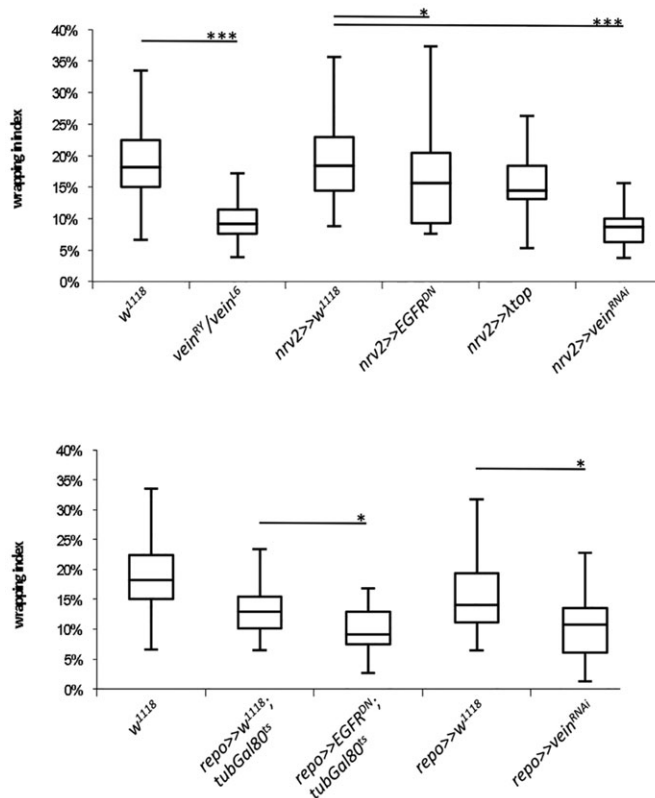 wrapping in index
40%
35%
30%
25%
20%
15%
10%
5%
0%
***
*
***
w1118
veinRY/veinL6
nrv2>>w1118
nrv2>>EGFRDN
nrv2>>λtop
nrv2>>veinRNAi
wrapping index
40%
35%
30%
25%
20%
15%
10%
5%
0%
*
*
w1118
repo>>w1118;
tubGal80ts
repo>>EGFRDN;
tubGal80ts
repo>>w1118
repo>>veinRNAi